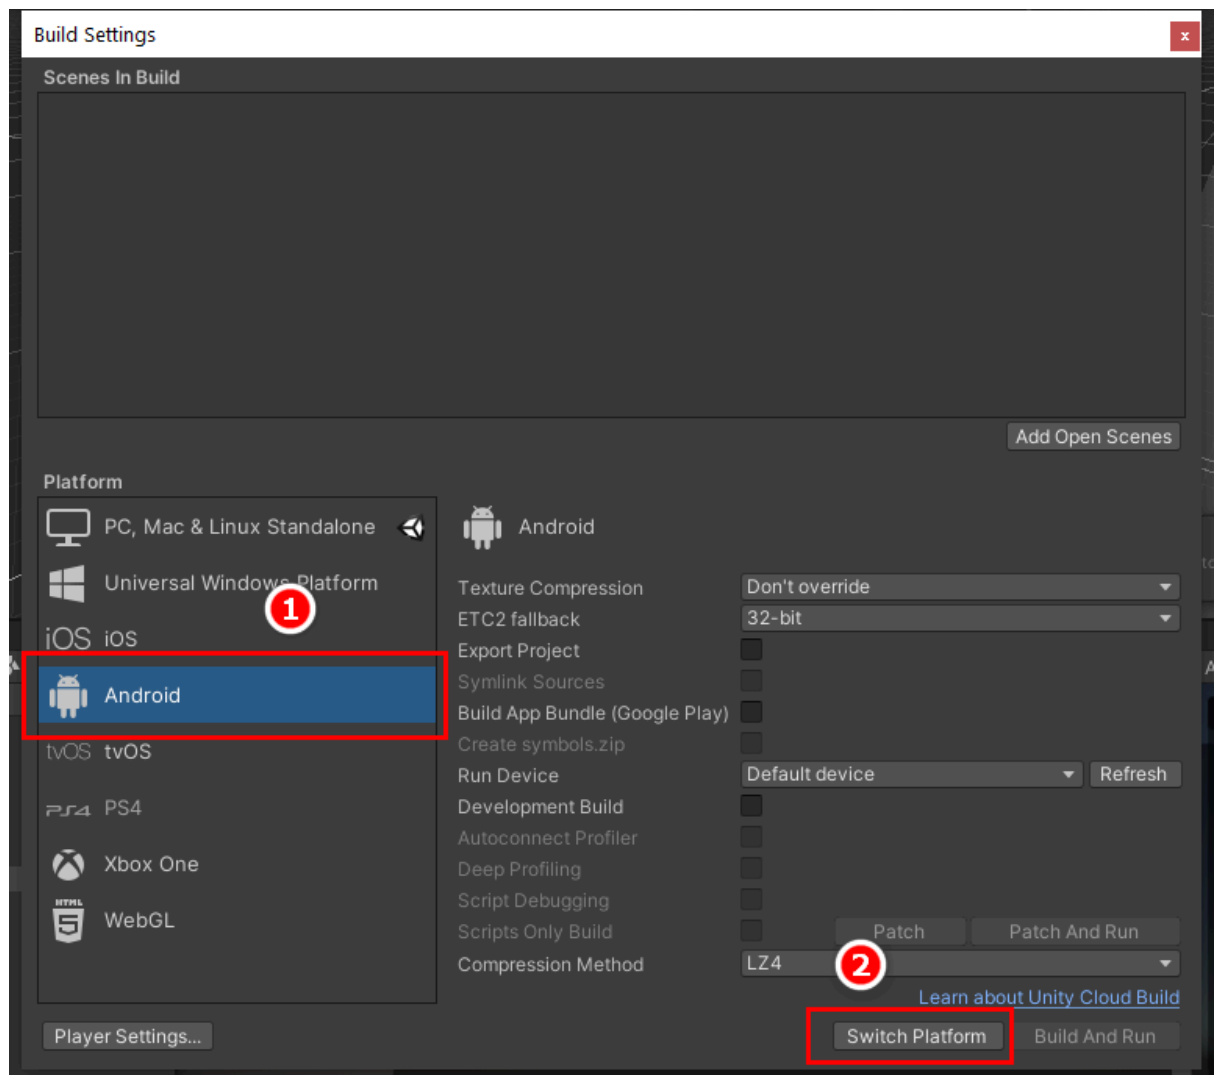 Build Settings
x
Scenes In Build
Add Open Scenes
Platform
PC, Mac & Linux Standalone
Universal Windows Platform
1
iOS iOS
Android
tvOS tvOS
PS4 PS4
Xbox One
HTML 5 WebGL
Android
Texture Compression Don't override
ETC2 fallback 32-bit
Export Project
Symlink Sources
Build App Bundle (Google Play)
Create symbols.zip
Run Device Default device Refresh
Development Build
Autoconnect Profiler
Deep Profiling
Script Debugging
Scripts Only Build Patch Patch And Run
Compression Method LZ4
2
Learn about Unity Cloud Build
Player Settings... Switch Platform Build And Run